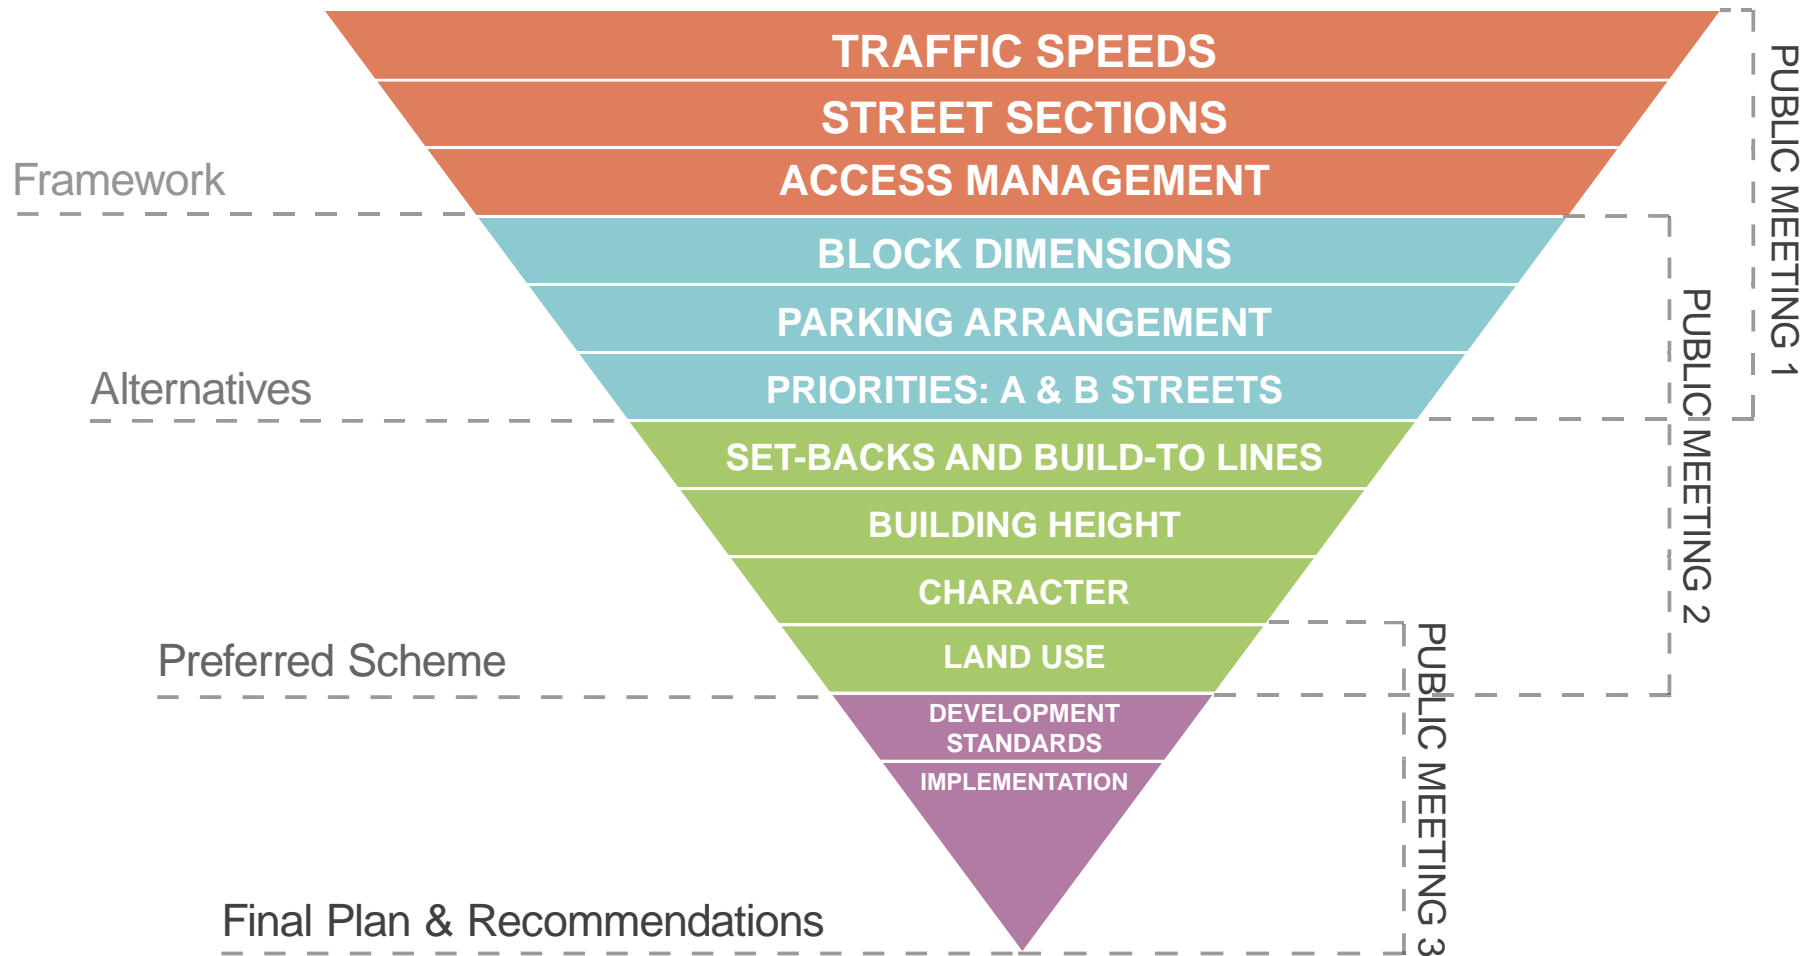 TRAFFIC SPEEDS
STREET SECTIONS
Framework
ACCESS MANAGEMENT
BLOCK DIMENSIONS
PARKING ARRANGEMENT
Alternatives
PRIORITIES: A & B STREETS
SET-BACKS AND BUILD-TO LINES
BUILDING HEIGHT
CHARACTER
Preferred Scheme
LAND USE
DEVELOPMENT
STANDARDS
IMPLEMENTATION
Final Plan & Recommendations
PUBLIC MEETING 1
PUBLIC MEETING 2
PUBLIC MEETING 3